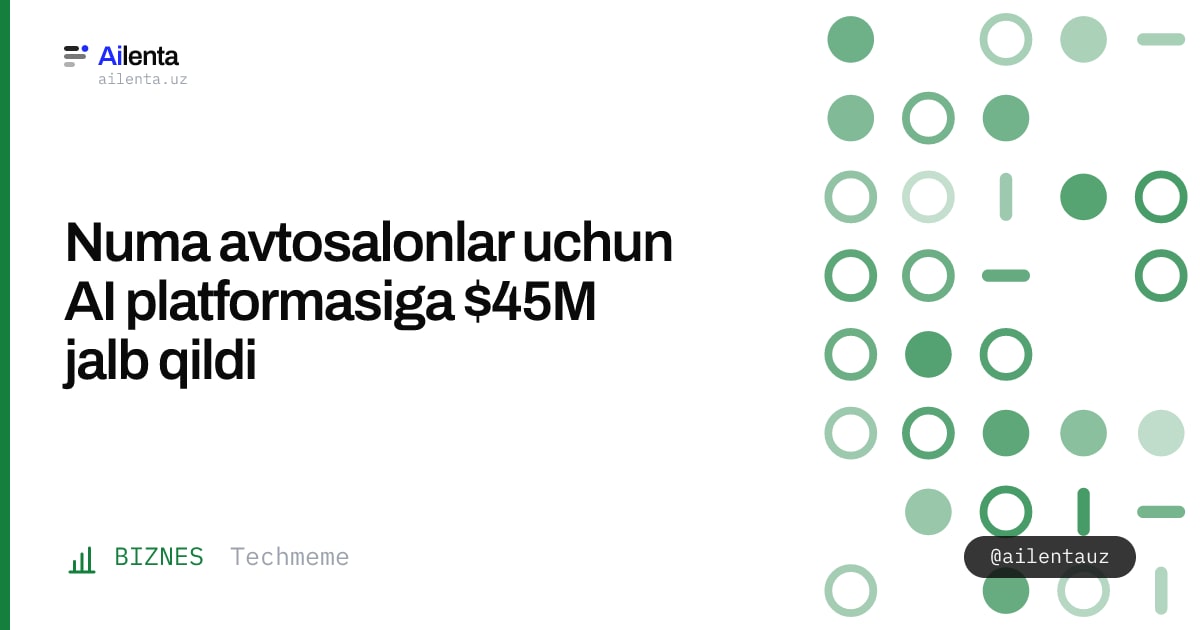 Ailenta
ailenta.uz
Numa avtosalonlar uchun
AI platformasiga $45M
jalb qildi
BIZNES Techmeme
@ailentauz